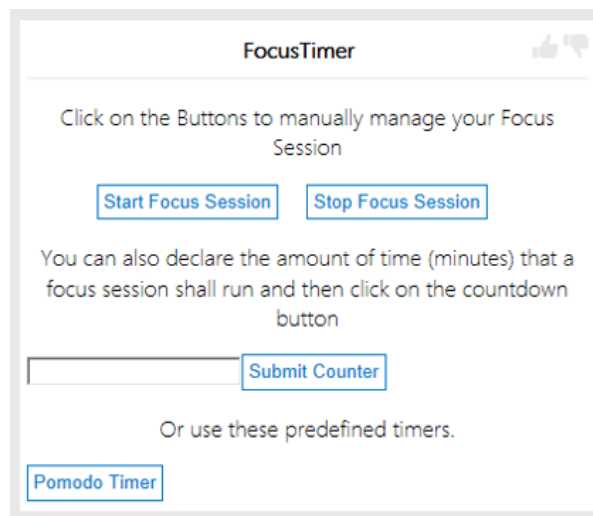 FocusTimer
Click on the Buttons to manually manage your Focus
Session
Start Focus Session Stop Focus Session
You can also declare the amount of time (minutes) that a
focus session shall run and then click on the countdown
button
Submit Counter
Or use these predefined timers.
Pomodo Timer